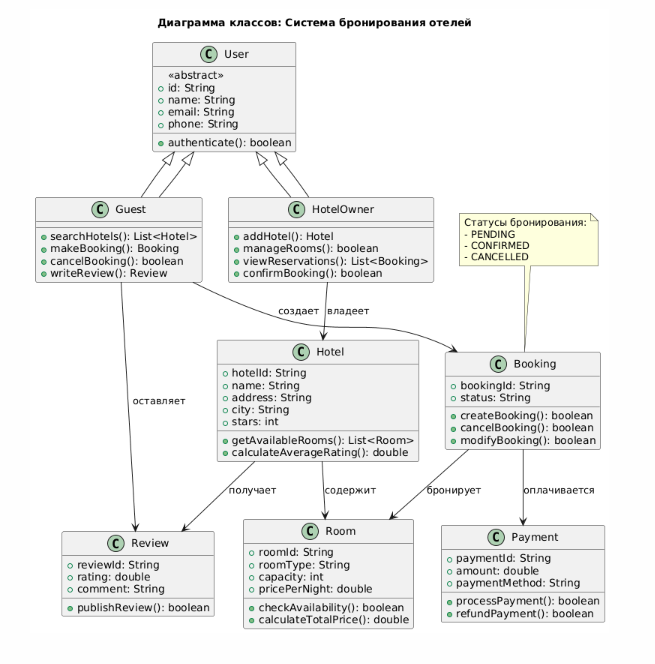 Диаграмма классов: Система бронирования отелей
C User
«abstract»
id: String
name: String
email: String
phone: String
authenticate(): boolean
C Guest
searchHotels(): List<Hotel>
makeBooking(): Booking
cancelBooking(): boolean
writeReview(): Review
C HotelOwner
addHotel(): Hotel
manageRooms(): boolean
viewReservations(): List<Booking>
confirmBooking(): boolean
Статусы бронирования:
- PENDING
- CONFIRMED
- CANCELLED
создает
владеет
C Hotel
hotelId: String
name: String
address: String
city: String
stars: int
getAvailableRooms(): List<Room>
calculateAverageRating(): double
C Booking
bookingId: String
status: String
createBooking(): boolean
cancelBooking(): boolean
modifyBooking(): boolean
оставляет
получает
содержит
бронирует
оплачивается
C Review
reviewId: String
rating: double
comment: String
publishReview(): boolean
C Room
roomId: String
roomType: String
capacity: int
pricePerNight: double
checkAvailability(): boolean
calculateTotalPrice(): double
C Payment
paymentId: String
amount: double
paymentMethod: String
processPayment(): boolean
refundPayment(): boolean